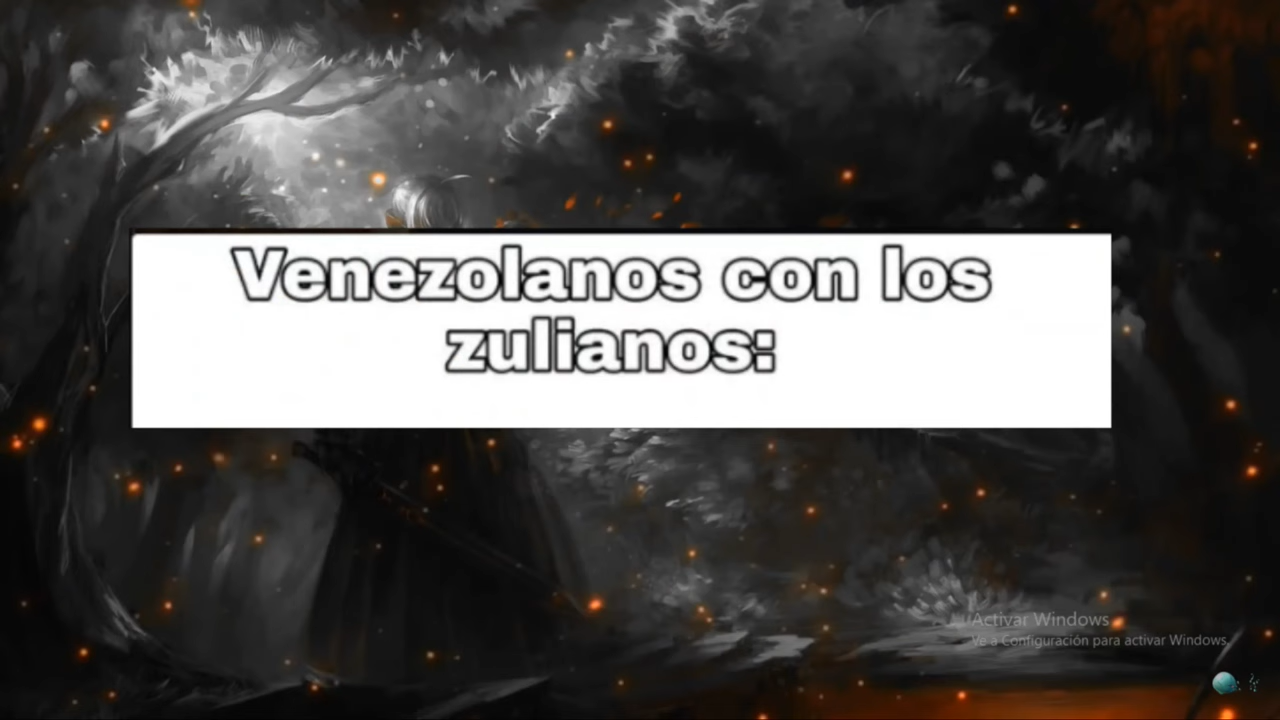 Venezolanos con los
zulianos:
Activar Windows
Ve a Configuración para activar Windows.